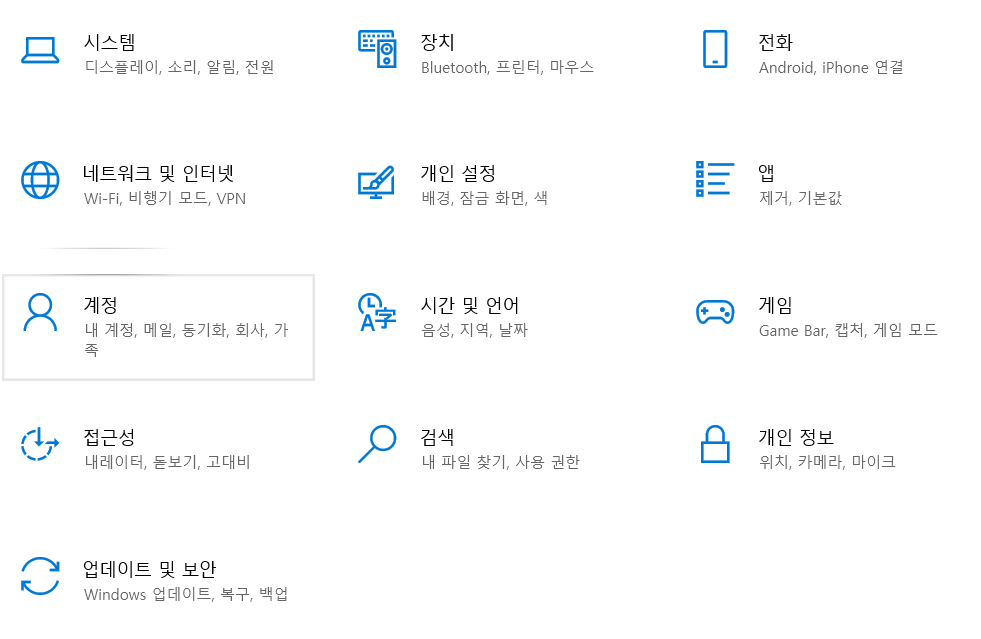 시스템
디스플레이, 소리, 알림, 전원
장치
Bluetooth, 프린터, 마우스
전화
Android, iPhone 연결
네트워크 및 인터넷
Wi-Fi, 비행기 모드, VPN
개인 설정
배경, 잠금 화면, 색
앱
제거, 기본값
계정
내 계정, 메일, 동기화, 회사, 가
족
시간 및 언어
음성, 지역, 날짜
게임
Game Bar, 캡처, 게임 모드
접근성
내레이터, 돋보기, 고대비
검색
내 파일 찾기, 사용 권한
개인 정보
위치, 카메라, 마이크
업데이트 및 보안
Windows 업데이트, 복구, 백업